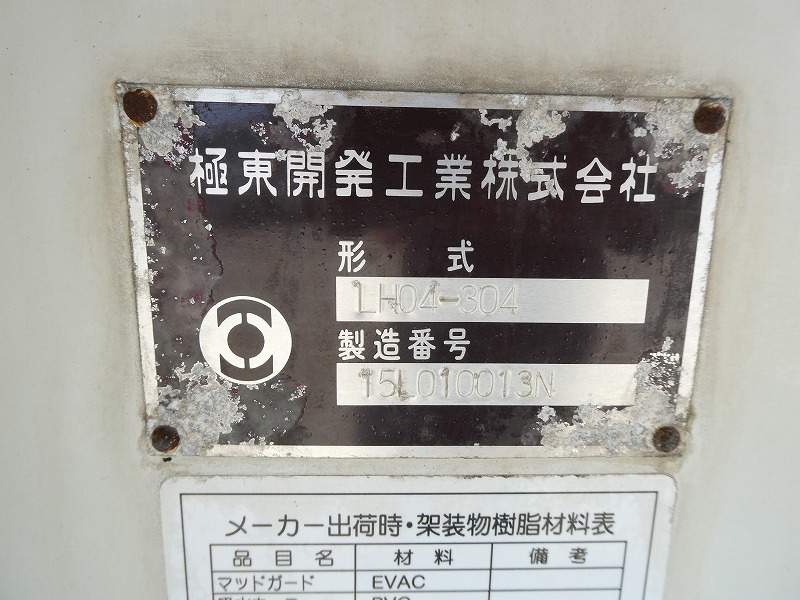 極東開発工業株式会社
形 式
LH04-304
製造番号
15L010013N
メーカー出荷時・架装物樹脂材料表
品目名 材料 備考
マッドガード EVAC